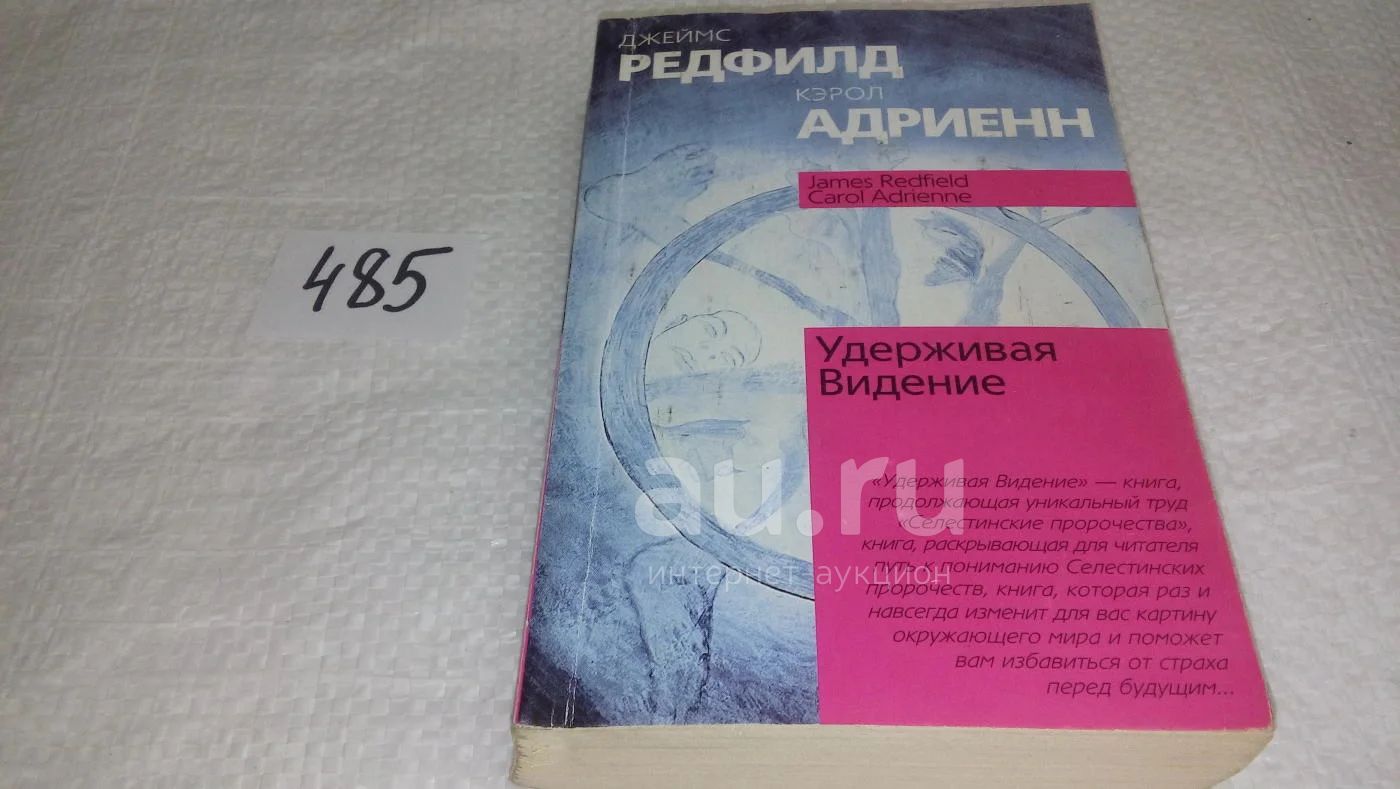 ДЖЕЙМС
РЕДФИЛД
КЭРОЛ
АДРИЕНН
James Redfield
Carol Adrienne
485
Удерживая
Видение
«Удерживая Видение» — книга,
продолжающая уникальный труд
«Селестинские пророчества»,
книга, раскрывающая для читателя
путь к пониманию Селестинских
пророчеств, книга, которая раз и
навсегда изменит для вас картину
окружающего мира и поможет
вам избавиться от страха
перед будущим...
au.ru
интернет аукцион